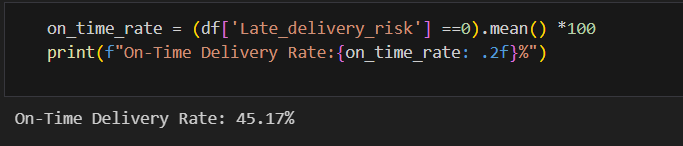 on_time_rate = (df['Late_delivery_risk'] ==0).mean() *100
print(f"On-Time Delivery Rate:{on_time_rate: .2f}%")
On-Time Delivery Rate: 45.17%